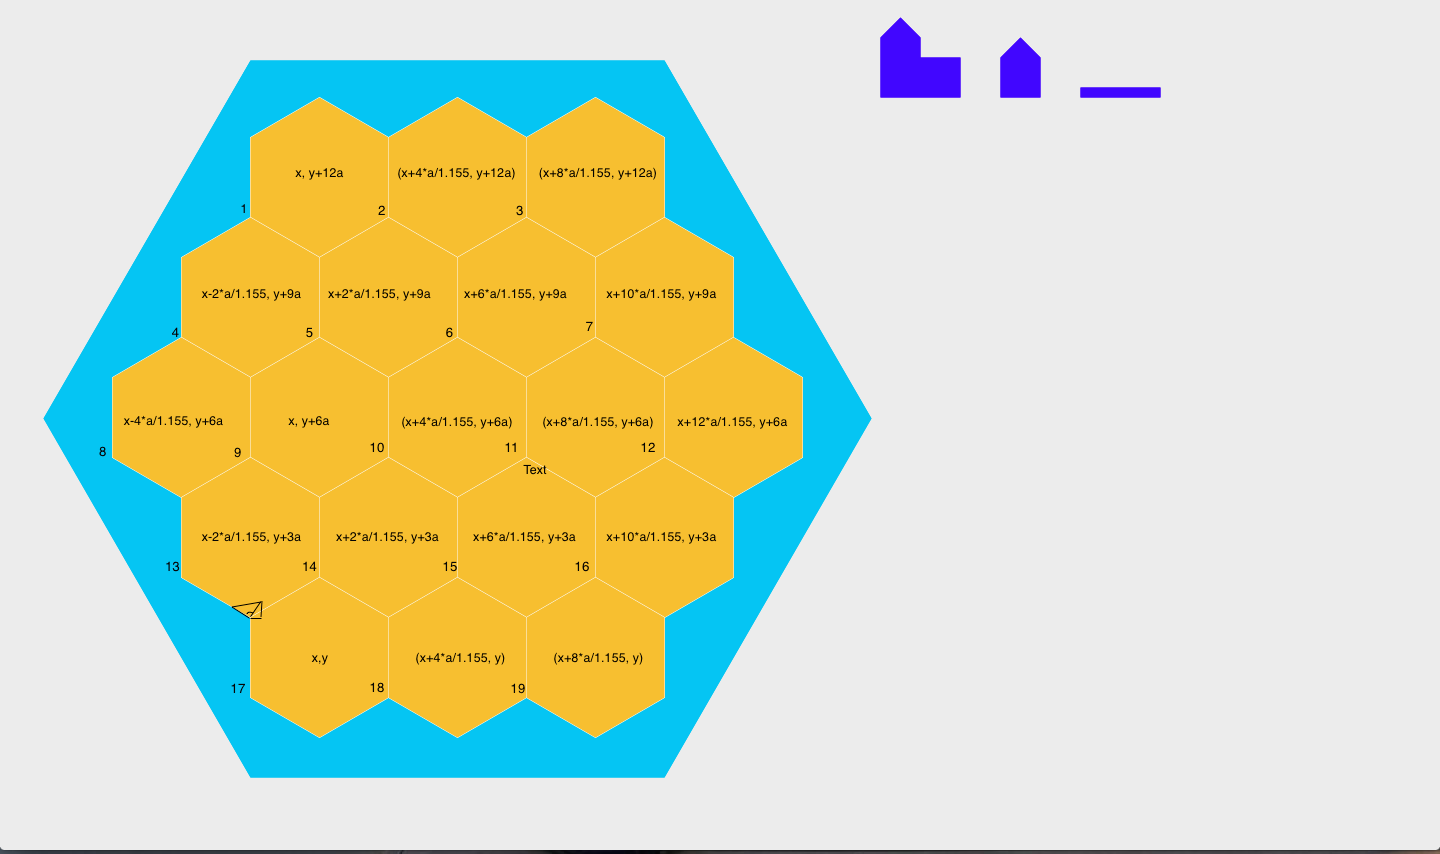 x, y+12a
(x+4*a/1.155, y+12a)
(x+8*a/1.155, y+12a)
1
2
3
x-2*a/1.155, y+9a
x+2*a/1.155, y+9a
x+6*a/1.155, y+9a
x+10*a/1.155, y+9a
4
5
6
7
x-4*a/1.155, y+6a
x, y+6a
(x+4*a/1.155, y+6a)
(x+8*a/1.155, y+6a)
x+12*a/1.155, y+6a
8
9
10
11
12
Text
x-2*a/1.155, y+3a
x+2*a/1.155, y+3a
x+6*a/1.155, y+3a
x+10*a/1.155, y+3a
13
14
15
16
x,y
(x+4*a/1.155, y)
(x+8*a/1.155, y)
17
18
19